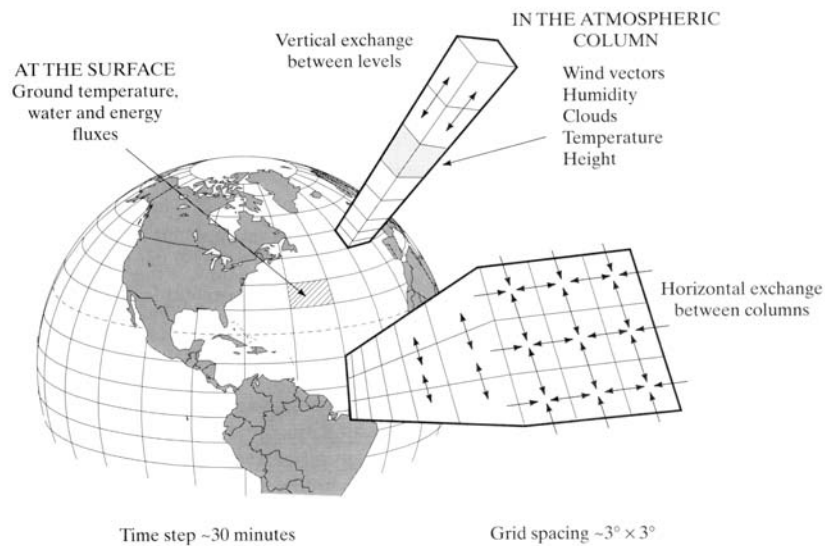 IN THE ATMOSPHERIC
COLUMN
Wind vectors
Humidity
Clouds
Temperature
Height
Vertical exchange
between levels
AT THE SURFACE
Ground temperature,
water and energy
fluxes
Horizontal exchange
between columns
Time step ~30 minutes
Grid spacing ~3° × 3°